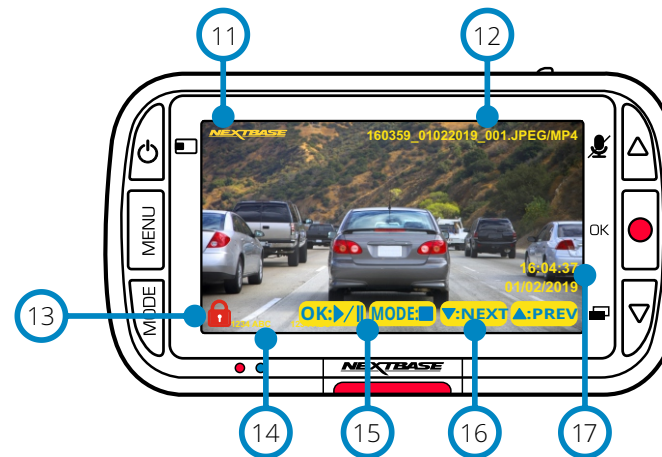 11
12
NEXTBASE
160359_01022019_001.JPEG/MP4
MENU
OK
16:04:37
01/02/2019
13
MODE
OK:▶/|| MODE:■ ▼:NEXT ▲:PREV
NEXTBASE
14
15
16
17